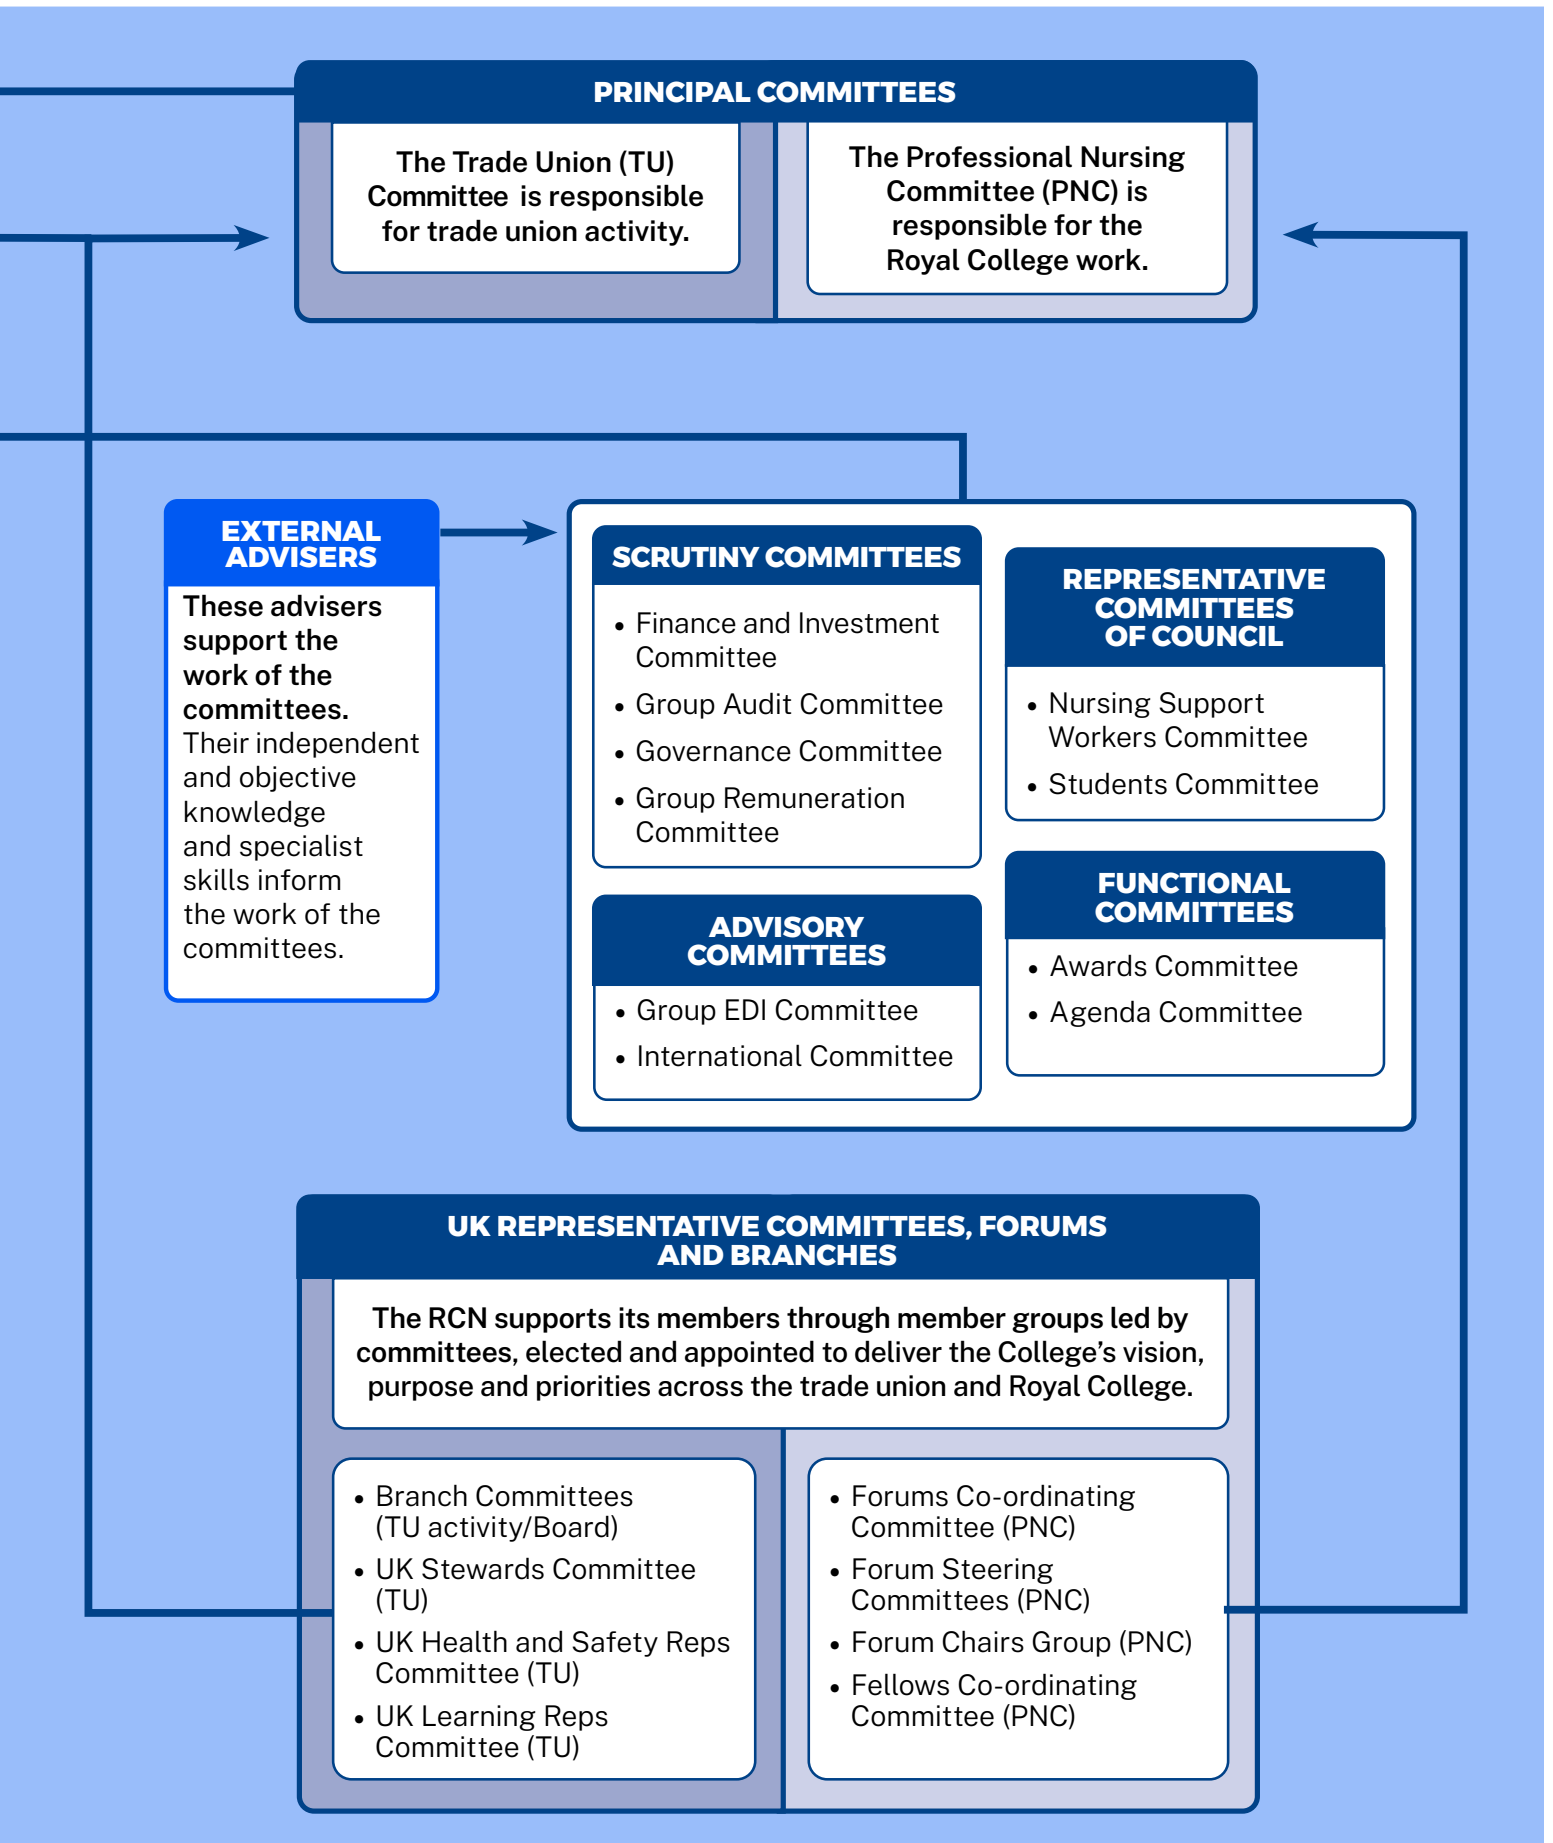 PRINCIPAL COMMITTEES
The Trade Union (TU)
Committee is responsible
for trade union activity.
The Professional Nursing
Committee (PNC) is
responsible for the
Royal College work.
EXTERNAL
ADVISERS
These advisers
support the
work of the
committees.
Their independent
and objective
knowledge
and specialist
skills inform
the work of the
committees.
SCRUTINY COMMITTEES
• Finance and Investment
Committee
• Group Audit Committee
• Governance Committee
• Group Remuneration
Committee
REPRESENTATIVE
COMMITTEES
OF COUNCIL
• Nursing Support
Workers Committee
• Students Committee
ADVISORY
COMMITTEES
• Group EDI Committee
• International Committee
FUNCTIONAL
COMMITTEES
• Awards Committee
• Agenda Committee
UK REPRESENTATIVE COMMITTEES, FORUMS
AND BRANCHES
The RCN supports its members through member groups led by
committees, elected and appointed to deliver the College’s vision,
purpose and priorities across the trade union and Royal College.
• Branch Committees
(TU activity/Board)
• UK Stewards Committee
(TU)
• UK Health and Safety Reps
Committee (TU)
• UK Learning Reps
Committee (TU)
• Forums Co-ordinating
Committee (PNC)
• Forum Steering
Committees (PNC)
• Forum Chairs Group (PNC)
• Fellows Co-ordinating
Committee (PNC)